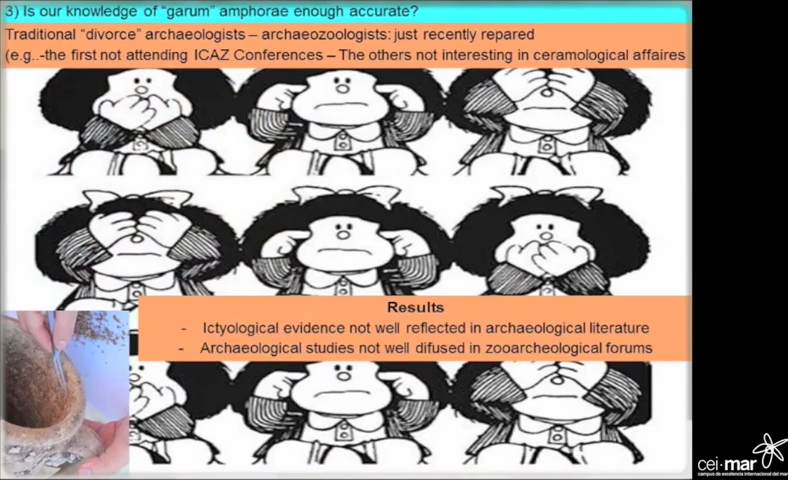 3) Is our knowledge of "garum" amphorae enough accurate?
Traditional "divorce" archaeologists – archaeozoologists: just recently repared
(e.g..-the first not attending ICAZ Conferences – The others not interesting in ceramological affaires
Results
- Ictyological evidence not well reflected in archaeological literature
- Archaeological studies not well difused in zooarcheological forums
cei·mar
campus de excelencia internacional del mar